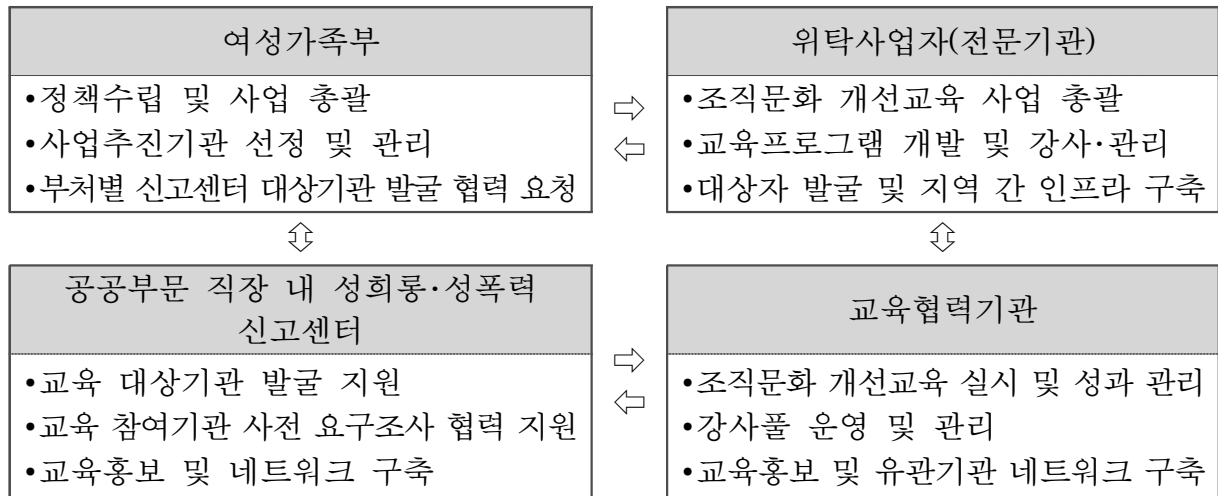 여성가족부
•정책수립 및 사업 총괄
•사업추진기관 선정 및 관리
•부처별 신고센터 대상기관 발굴 협력 요청
⇨
⇦
위탁사업자(전문기관)
•조직문화 개선교육 사업 총괄
•교육프로그램 개발 및 강사·관리
•대상자 발굴 및 지역 간 인프라 구축
⇳
⇳
공공부문 직장 내 성희롱·성폭력
신고센터
•교육 대상기관 발굴 지원
•교육 참여기관 사전 요구조사 협력 지원
•교육홍보 및 네트워크 구축
⇨
⇦
교육협력기관
•조직문화 개선교육 실시 및 성과 관리
•강사풀 운영 및 관리
•교육홍보 및 유관기관 네트워크 구축